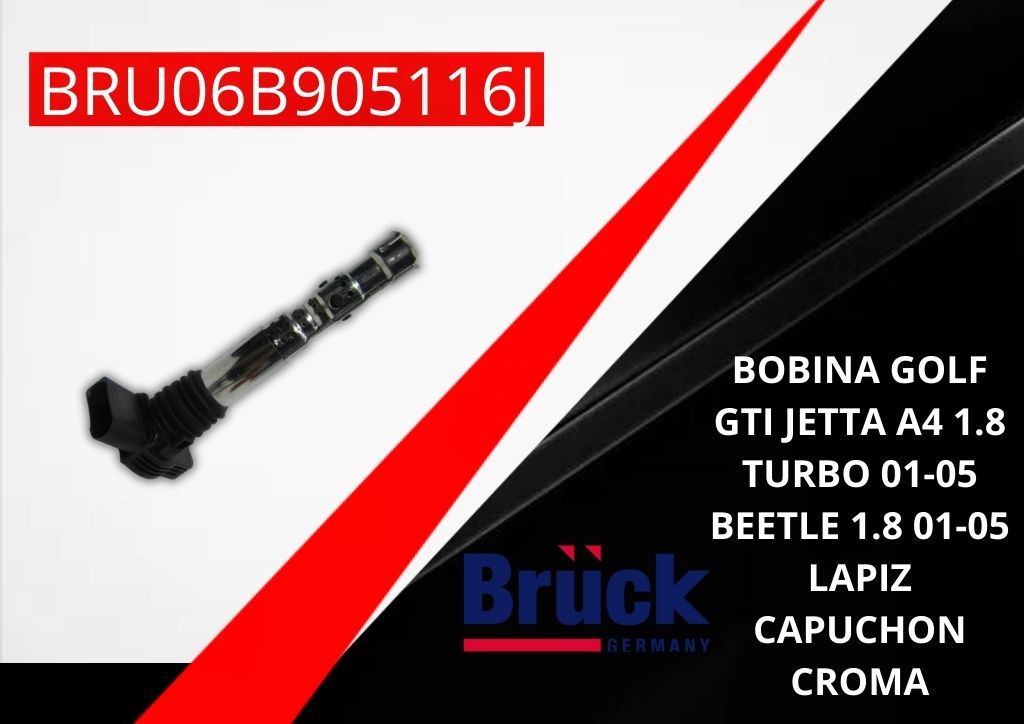 BRU06B905116J
BOBINA GOLF
GTI JETTA A4 1.8
TURBO 01-05
BEETLE 1.8 01-05
LAPIZ
CAPUCHON
CROMA
Brück
GERMANY